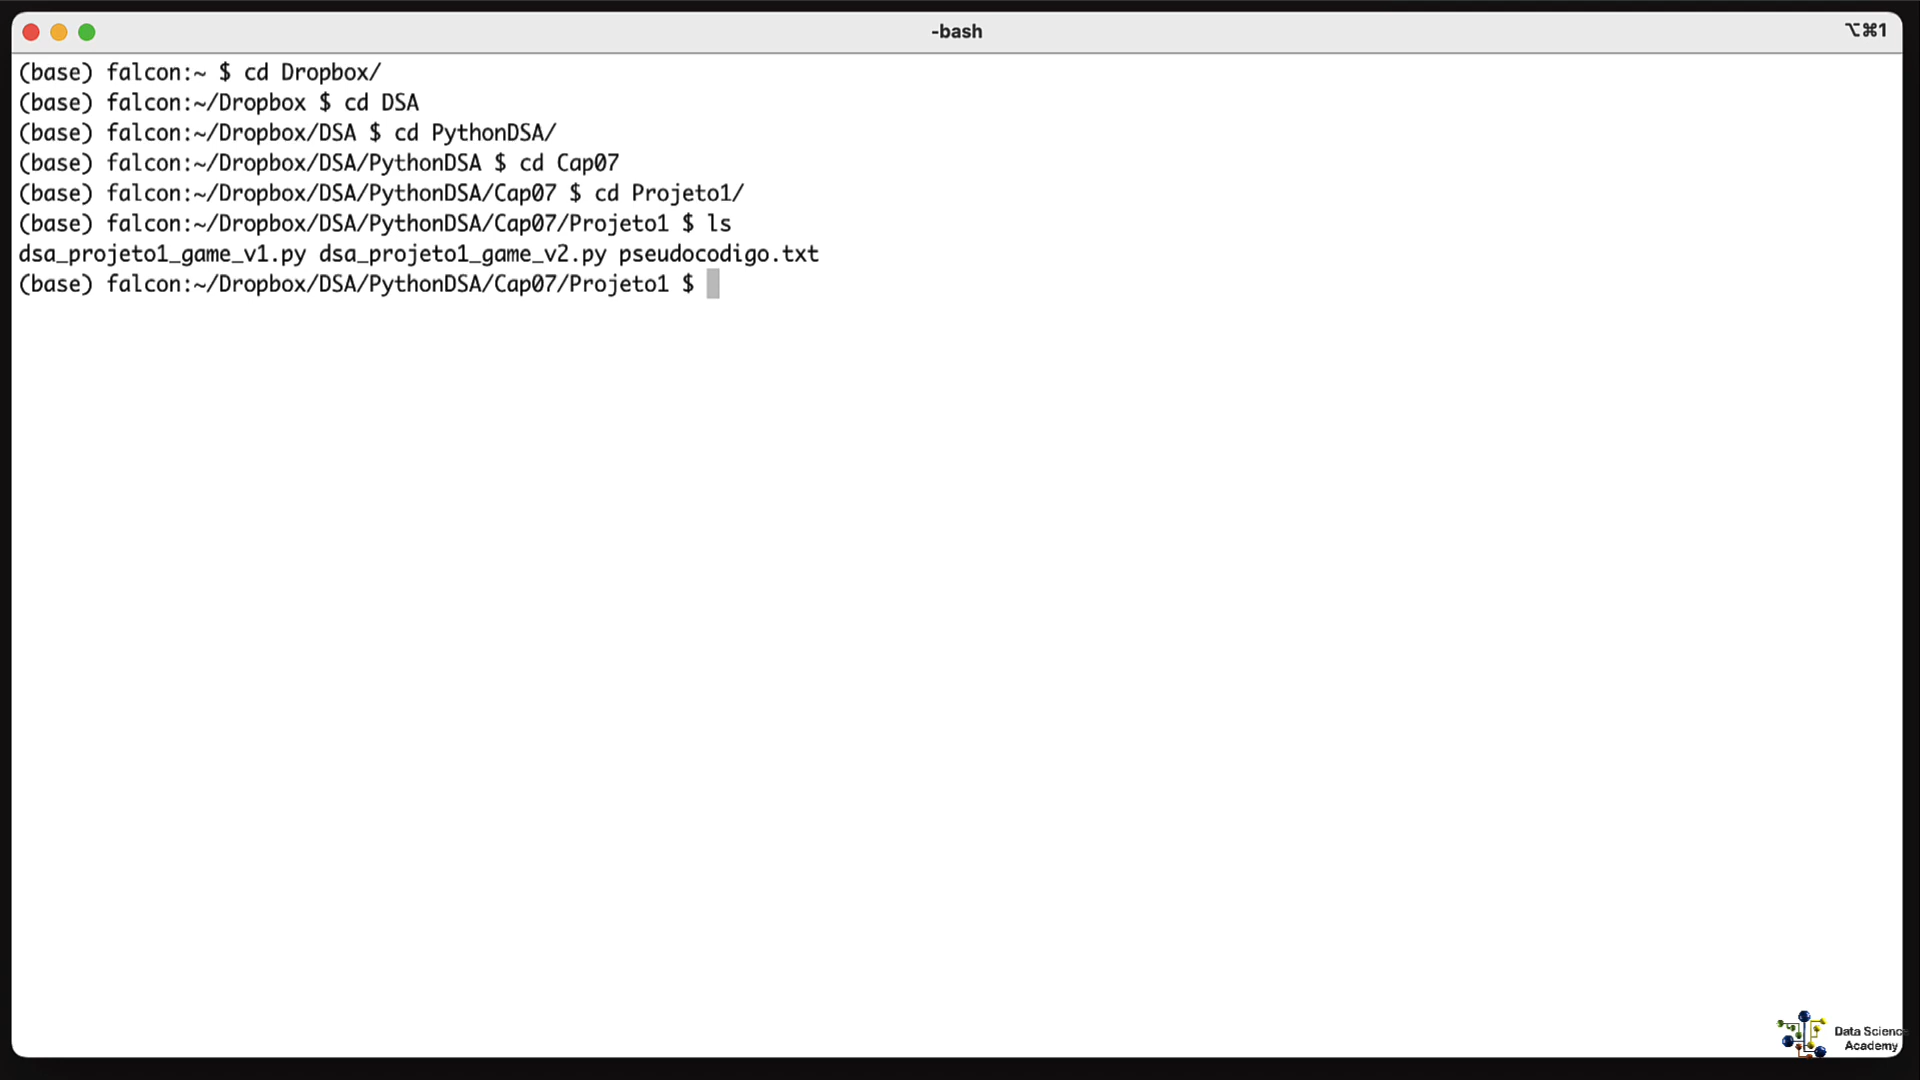 -bash
⌥⌘1
(base) falcon:~ $ cd Dropbox/
(base) falcon:~/Dropbox $ cd DSA
(base) falcon:~/Dropbox/DSA $ cd PythonDSA/
(base) falcon:~/Dropbox/DSA/PythonDSA $ cd Cap07
(base) falcon:~/Dropbox/DSA/PythonDSA/Cap07 $ cd Projeto1/
(base) falcon:~/Dropbox/DSA/PythonDSA/Cap07/Projeto1 $ ls
dsa_projeto1_game_v1.py dsa_projeto1_game_v2.py pseudocodigo.txt
(base) falcon:~/Dropbox/DSA/PythonDSA/Cap07/Projeto1 $
Data Science
Academy